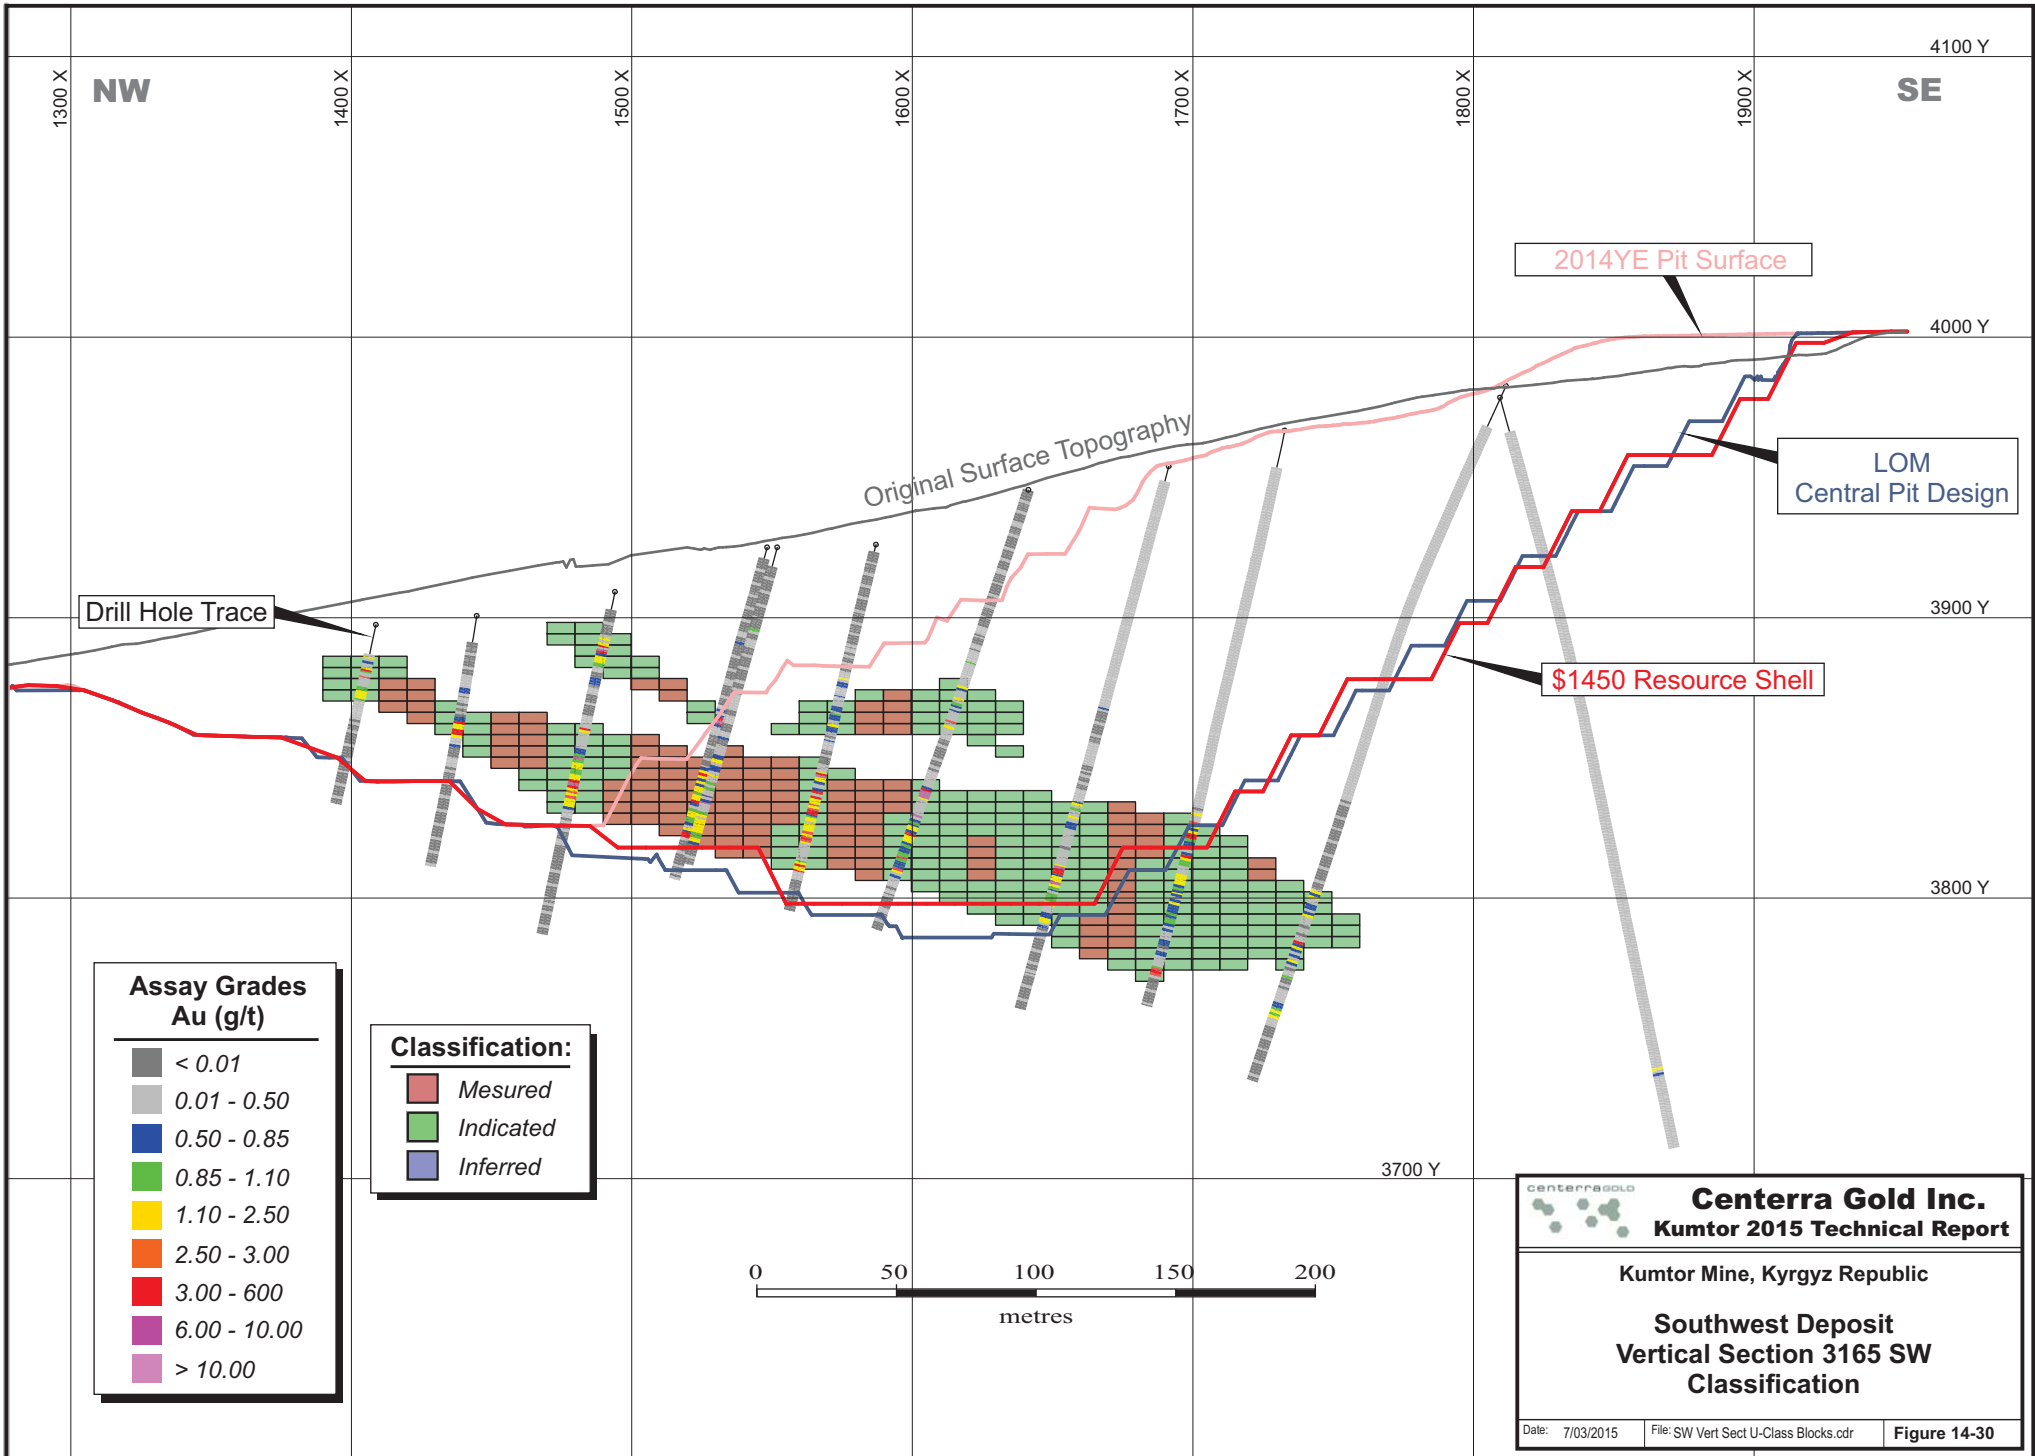 4100 Y
1300 X
1400 X
1500 X
1600 X
1700 X
1800 X
1900 X
NW
SE
2014YE Pit Surface
4000 Y
Original Surface Topography
LOM
Central Pit Design
Drill Hole Trace
3900 Y
$1450 Resource Shell
3800 Y
Assay Grades
Au (g/t)
< 0.01
0.01 - 0.50
0.50 - 0.85
0.85 - 1.10
1.10 - 2.50
2.50 - 3.00
3.00 - 600
6.00 - 10.00
> 10.00
Classification:
Mesured
Indicated
Inferred
3700 Y
0 50 100 150 200
metres
centerraGOLD
Centerra Gold Inc.
Kumtor 2015 Technical Report
Kumtor Mine, Kyrgyz Republic
Southwest Deposit
Vertical Section 3165 SW
Classification
Date: 7/03/2015 File: SW Vert Sect U-Class Blocks.cdr Figure 14-30